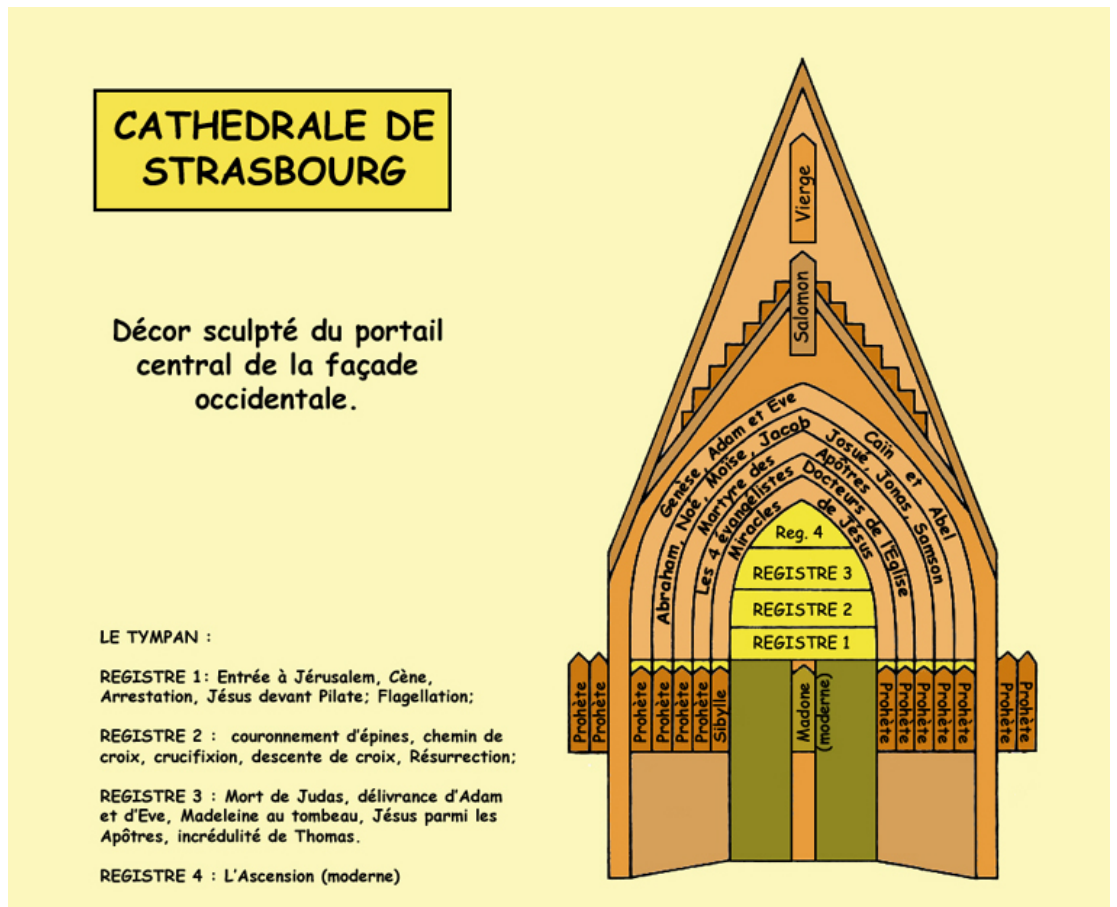 CATHEDRALE DE
STRASBOURG
Décor sculpté du portail
central de la façade
occidentale.
LE TYMPAN :
REGISTRE 1: Entrée à Jérusalem, Cène,
Arrestation, Jésus devant Pilate; Flagellation;
REGISTRE 2 : couronnement d'épines, chemin de
croix, crucifixion, descente de croix, Résurrection;
REGISTRE 3 : Mort de Judas, délivrance d'Adam
et d'Eve, Madeleine au tombeau, Jésus parmi les
Apôtres, incrédulité de Thomas.
REGISTRE 4 : L'Ascension (moderne)
Vierge
Salomon
Genèse, Adam et Eve
Caïn et Abel
Abraham, Noé, Moïse, Jacob
Josué, Jonas, Samson
Martyre des
Apôtres
Les 4 évangélistes
Docteurs de l'Eglise
Miracles
de Jésus
Reg. 4
REGISTRE 3
REGISTRE 2
REGISTRE 1
Prohète
Prohète
Prohète
Prohète
Prohète
Prohète
Sibylle
Madone
(moderne)
Prohète
Prohète
Prohète
Prohète
Prohète
Prohète
Prohète